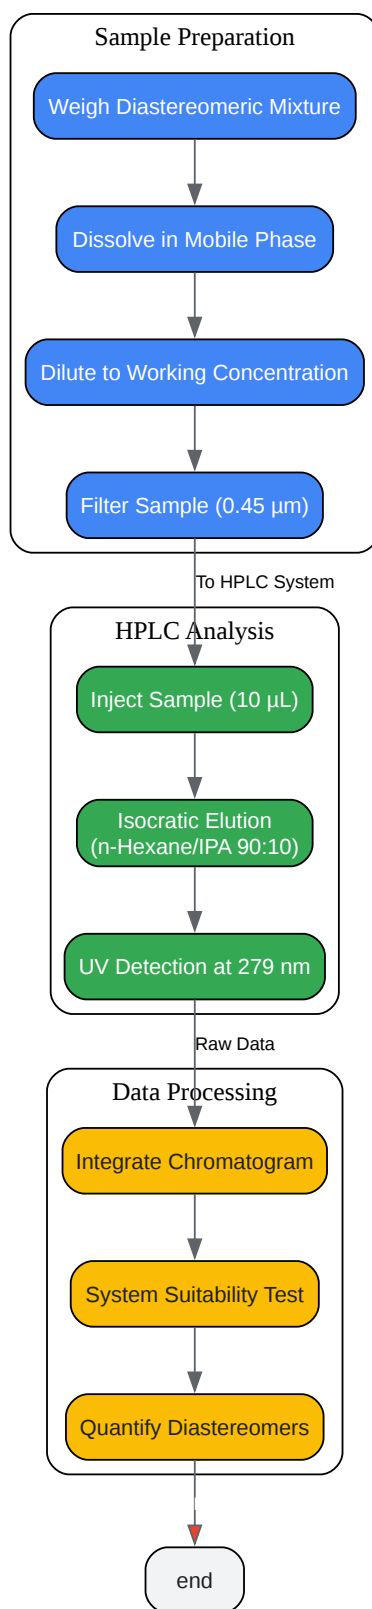 Sample Preparation
Weigh Diastereomeric Mixture
Dissolve in Mobile Phase
Dilute to Working Concentration
Filter Sample (0.45 µm)
To HPLC System
HPLC Analysis
Inject Sample (10 µL)
Isocratic Elution
(n-Hexane/IPA 90:10)
UV Detection at 279 nm
Raw Data
Data Processing
Integrate Chromatogram
System Suitability Test
Quantify Diastereomers
end